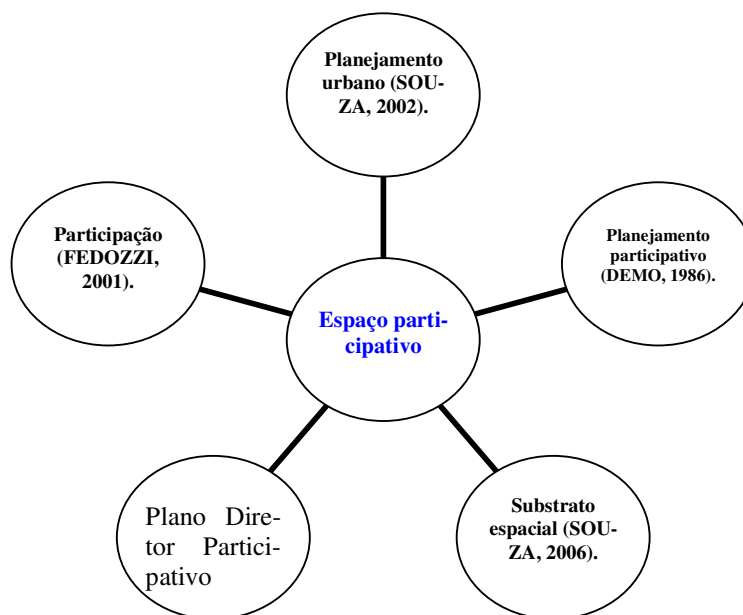 Planejamento
urbano (SOU-
ZA, 2002).
Participação
(FEDOZZI,
2001).
Planejamento
participativo
(DEMO, 1986).
Espaço parti-
cipativo
Plano Dire-
tor Partici-
pativo
Substrato
espacial (SOU-
ZA, 2006).